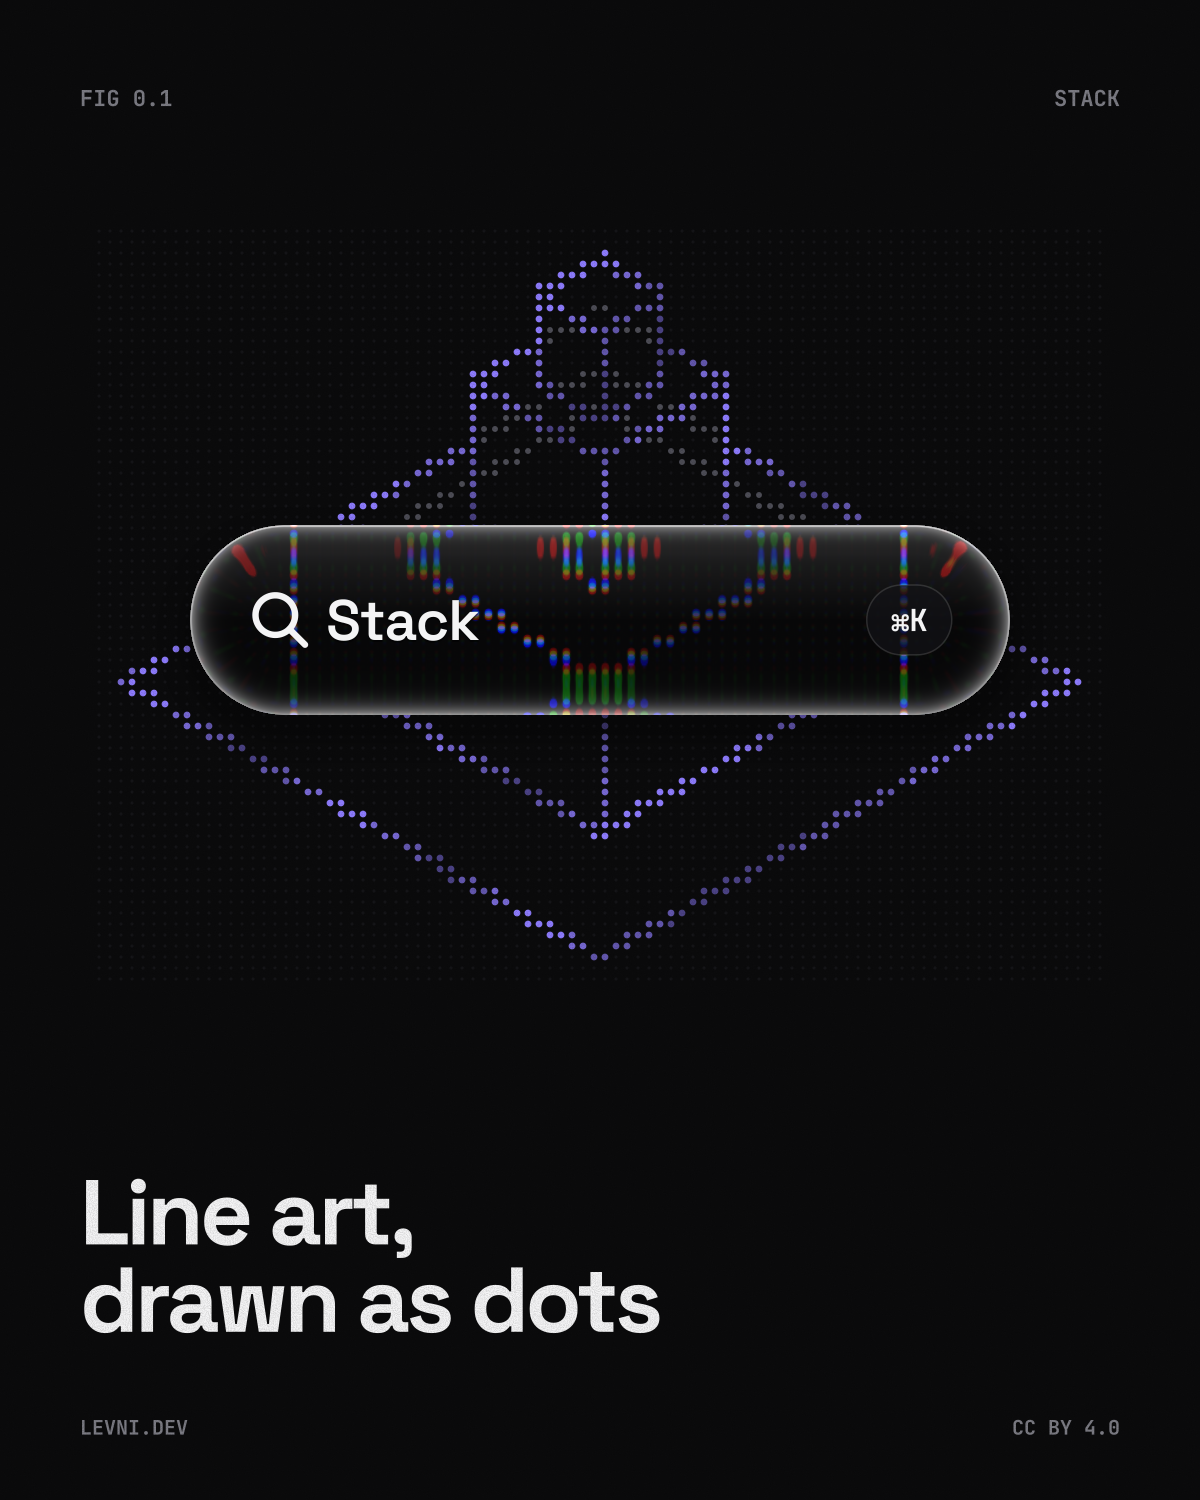 FIG 0.1
STACK
Stack
⌘K
Line art,
drawn as dots
LEVNI.DEV
CC BY 4.0